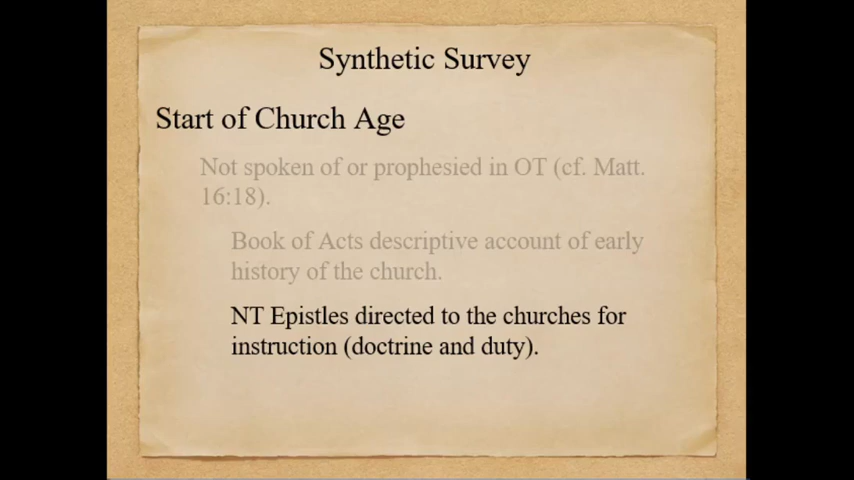 Synthetic Survey
Start of Church Age
Not spoken of or prophesied in OT (cf. Matt.
16:18).
Book of Acts descriptive account of early
history of the church.
NT Epistles directed to the churches for
instruction (doctrine and duty).